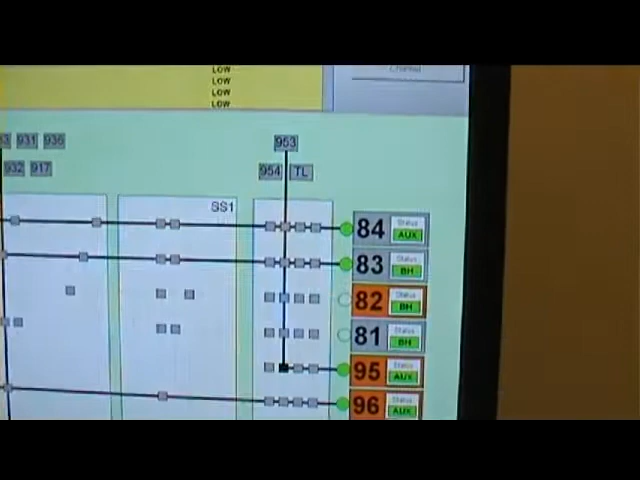 LOW
LOW
LOW
LOW
Channel
931 936
953
932 917
954 TL
SS1
84 Status AUX
83 Status BH
82 Status BH
81 Status BH
95 Status AUX
96 Status AUX